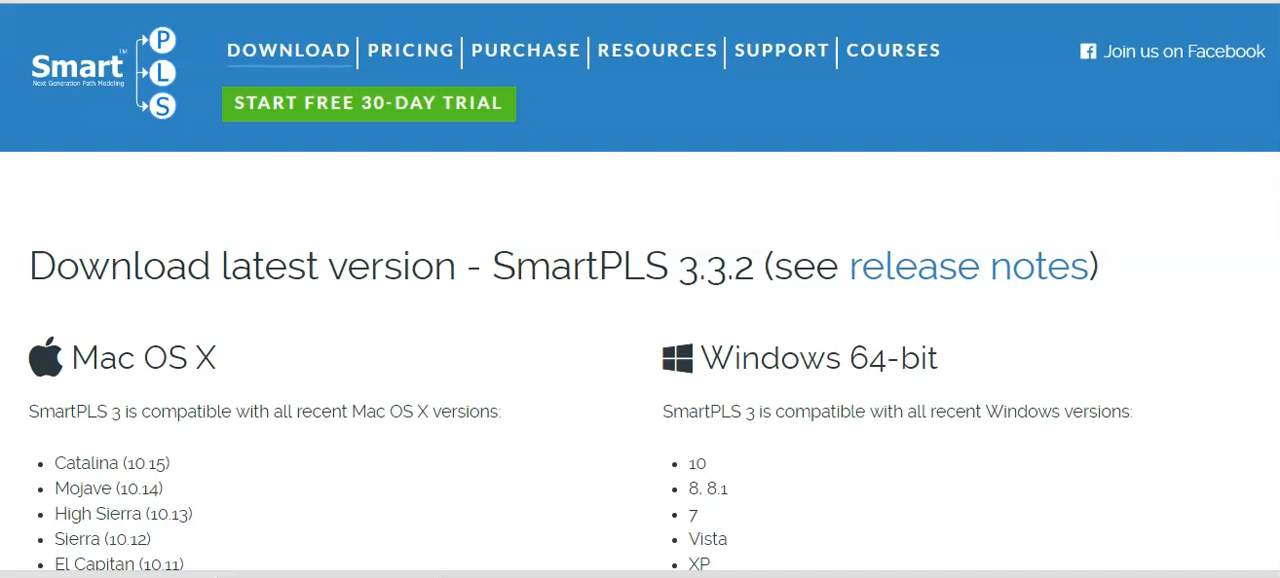 Smart™
Next Generation Path Modeling
P
L
S
DOWNLOAD PRICING PURCHASE RESOURCES SUPPORT COURSES
Join us on Facebook
START FREE 30-DAY TRIAL
Download latest version - SmartPLS 3.3.2 (see release notes)
Mac OS X
SmartPLS 3 is compatible with all recent Mac OS X versions:
• Catalina (10.15)
• Mojave (10.14)
• High Sierra (10.13)
• Sierra (10.12)
• El Capitan (10.11)
Windows 64-bit
SmartPLS 3 is compatible with all recent Windows versions:
• 10
• 8, 8.1
• 7
• Vista
• XP